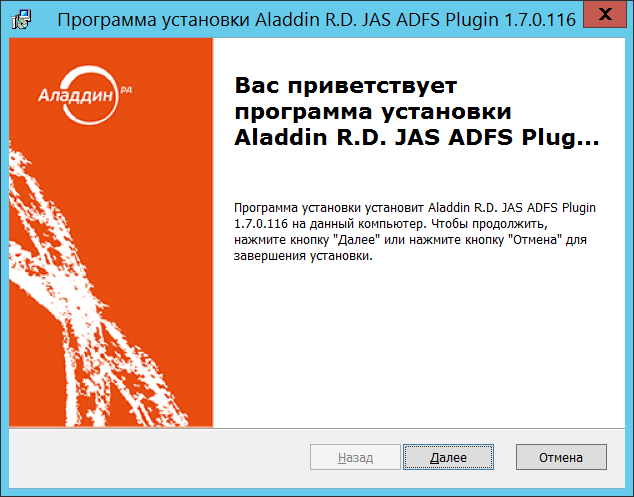 Программа установки Aladdin R.D. JAS ADFS Plugin 1.7.0.116
X
Аладдин РД
Вас приветствует
программа установки
Aladdin R.D. JAS ADFS Plug...
Программа установки установит Aladdin R.D. JAS ADFS Plugin
1.7.0.116 на данный компьютер. Чтобы продолжить,
нажмите кнопку "Далее" или нажмите кнопку "Отмена" для
завершения установки.
Назад
Далее
Отмена